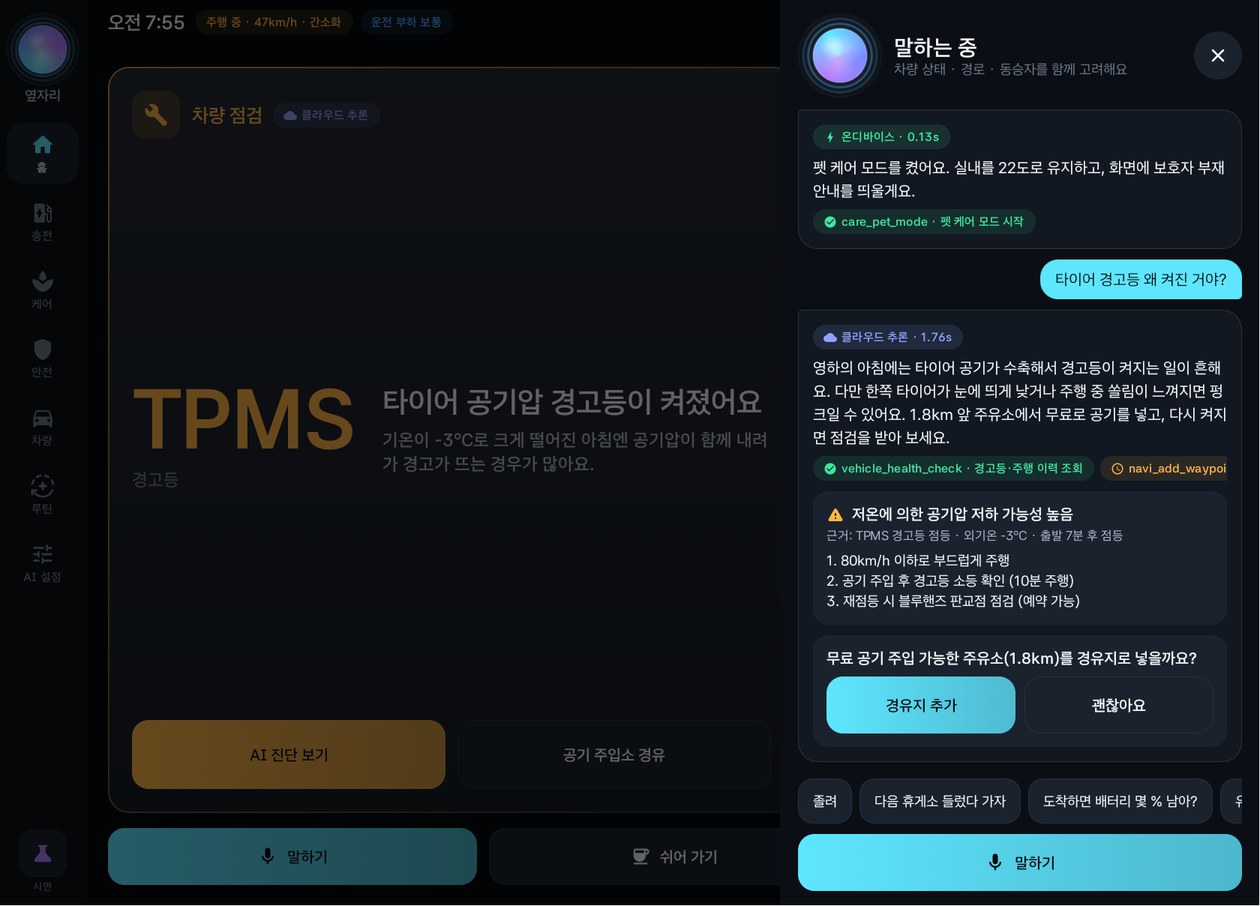 오전 7:55
주행 중 · 47km/h · 간소화
운전 부하 보통
옆자리
홈
충전
케어
안전
차량
루틴
AI 설정
시연
차량 점검
클라우드 추론
TPMS
경고등
타이어 공기압 경고등이 켜졌어요
기온이 -3°C로 크게 떨어진 아침엔 공기압이 함께 내려
가 경고가 뜨는 경우가 많아요.
AI 진단 보기
공기 주입소 경유
말하기
쉬어 가기
말하는 중
차량 상태 · 경로 · 동승자를 함께 고려해요
온디바이스 · 0.13s
펫 케어 모드를 켰어요. 실내를 22도로 유지하고, 화면에 보호자 부재
안내를 띄울게요.
care_pet_mode · 펫 케어 모드 시작
타이어 경고등 왜 켜진 거야?
클라우드 추론 · 1.76s
영하의 아침에는 타이어 공기가 수축해서 경고등이 켜지는 일이 흔해
요. 다만 한쪽 타이어가 눈에 띄게 낮거나 주행 중 쏠림이 느껴지면 펑
크일 수 있어요. 1.8km 앞 주유소에서 무료로 공기를 넣고, 다시 켜지
면 점검을 받아 보세요.
vehicle_health_check · 경고등·주행 이력 조회
navi_add_waypoi
저온에 의한 공기압 저하 가능성 높음
근거: TPMS 경고등 점등 · 외기온 -3°C · 출발 7분 후 점등
1. 80km/h 이하로 부드럽게 주행
2. 공기 주입 후 경고등 소등 확인 (10분 주행)
3. 재점등 시 블루핸즈 판교점 점검 (예약 가능)
무료 공기 주입 가능한 주유소(1.8km)를 경유지로 넣을까요?
경유지 추가
괜찮아요
졸려
다음 휴게소 들렀다 가자
도착하면 배터리 몇 % 남아?
말하기